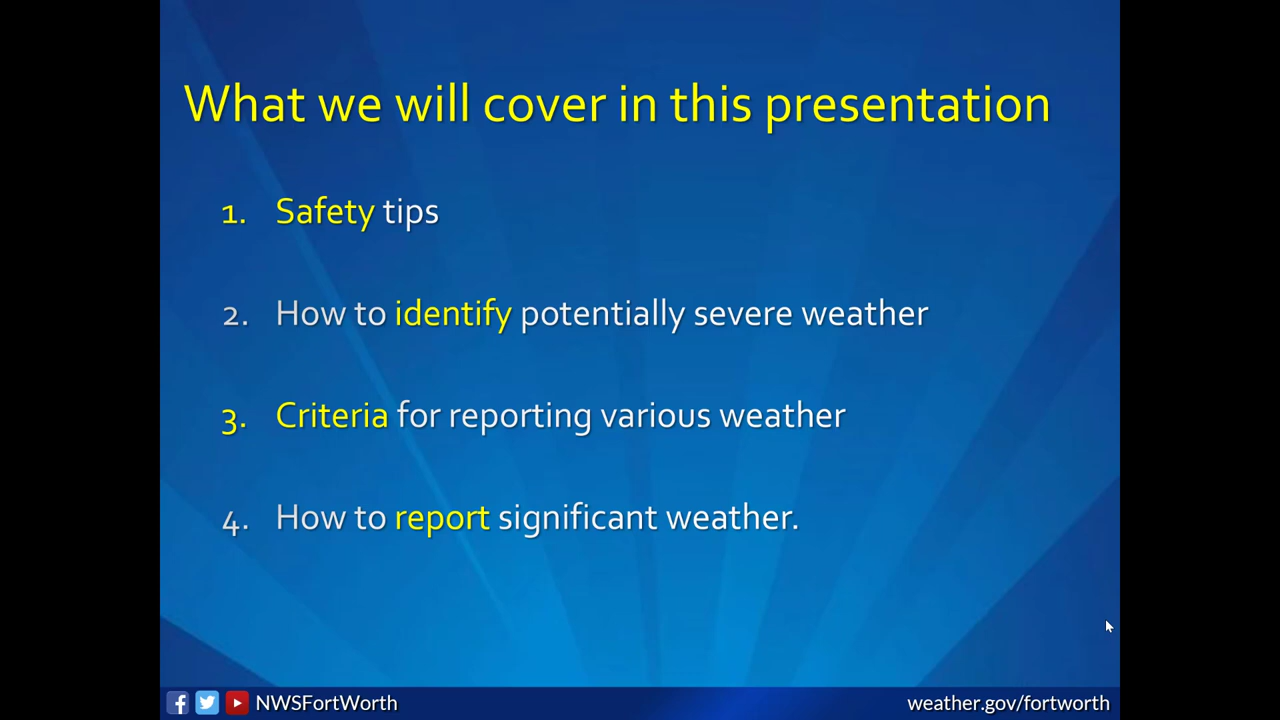 What we will cover in this presentation
1. Safety tips
2. How to identify potentially severe weather
3. Criteria for reporting various weather
4. How to report significant weather.
NWSFortWorth
weather.gov/fortworth